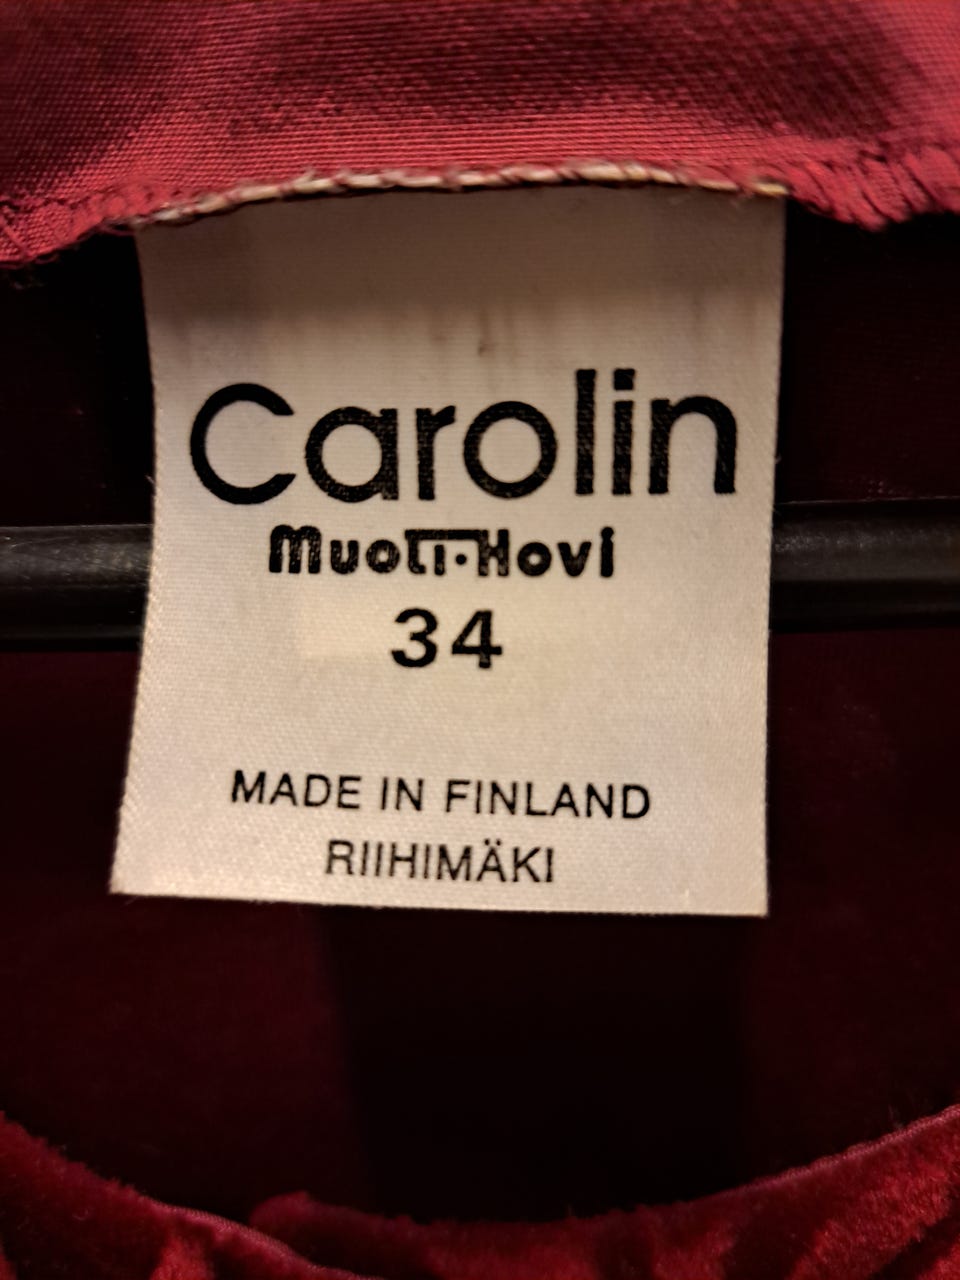 Carolin
Muoti-Hovi
34
MADE IN FINLAND
RIIHIMÄKI